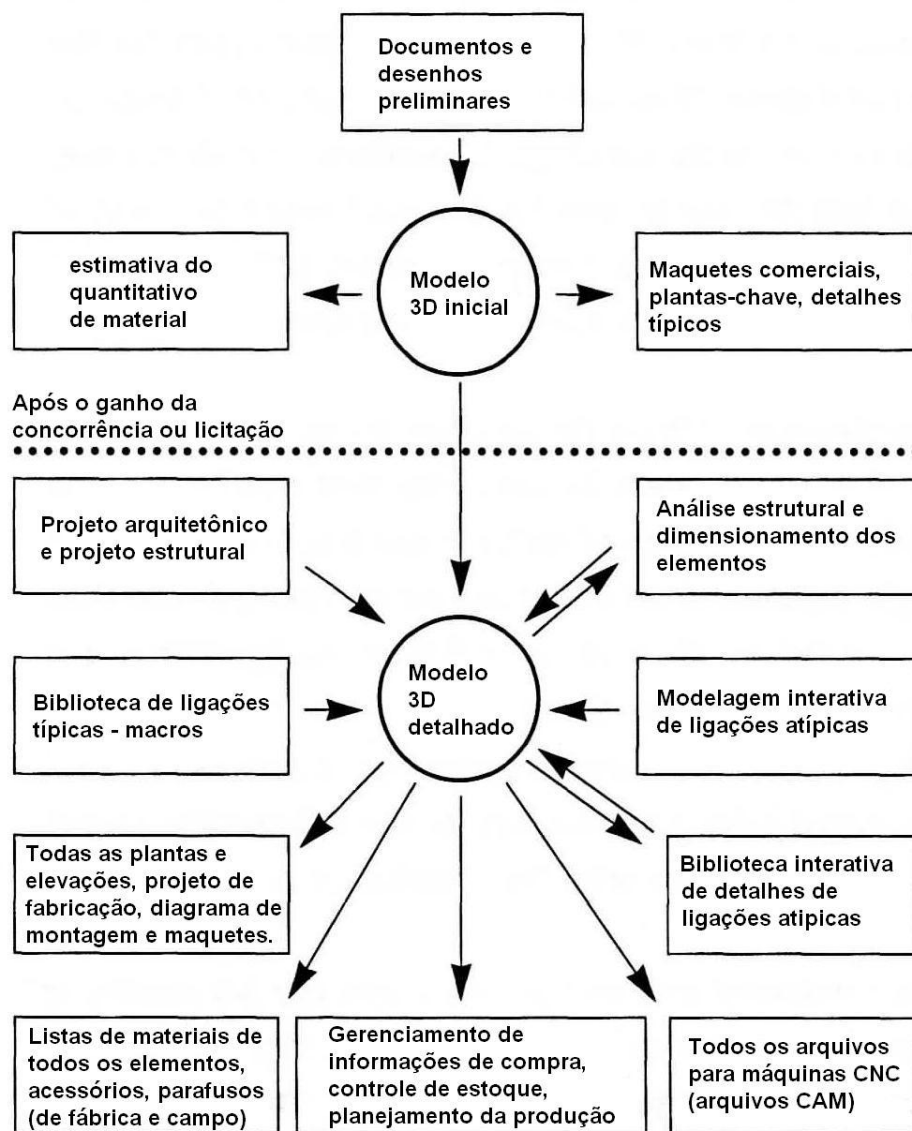 Documentos e
desenhos
preliminares
estimativa do
quantitativo
de material
Modelo
3D inicial
Maquetes comerciais,
plantas-chave, detalhes
típicos
Após o ganho da
concorrência ou licitação
Projeto arquitetônico
e projeto estrutural
Análise estrutural e
dimensionamento dos
elementos
Biblioteca de ligações
típicas - macros
Modelo
3D
detalhado
Modelagem interativa
de ligações atípicas
Todas as plantas e
elevações, projeto de
fabricação, diagrama de
montagem e maquetes.
Biblioteca interativa
de detalhes de
ligações atipicas
Listas de materiais de
todos os elementos,
acessórios, parafusos
(de fábrica e campo)
Gerenciamento de
informações de compra,
controle de estoque,
planejamento da produção
Todos os arquivos
para máquinas CNC
(arquivos CAM)